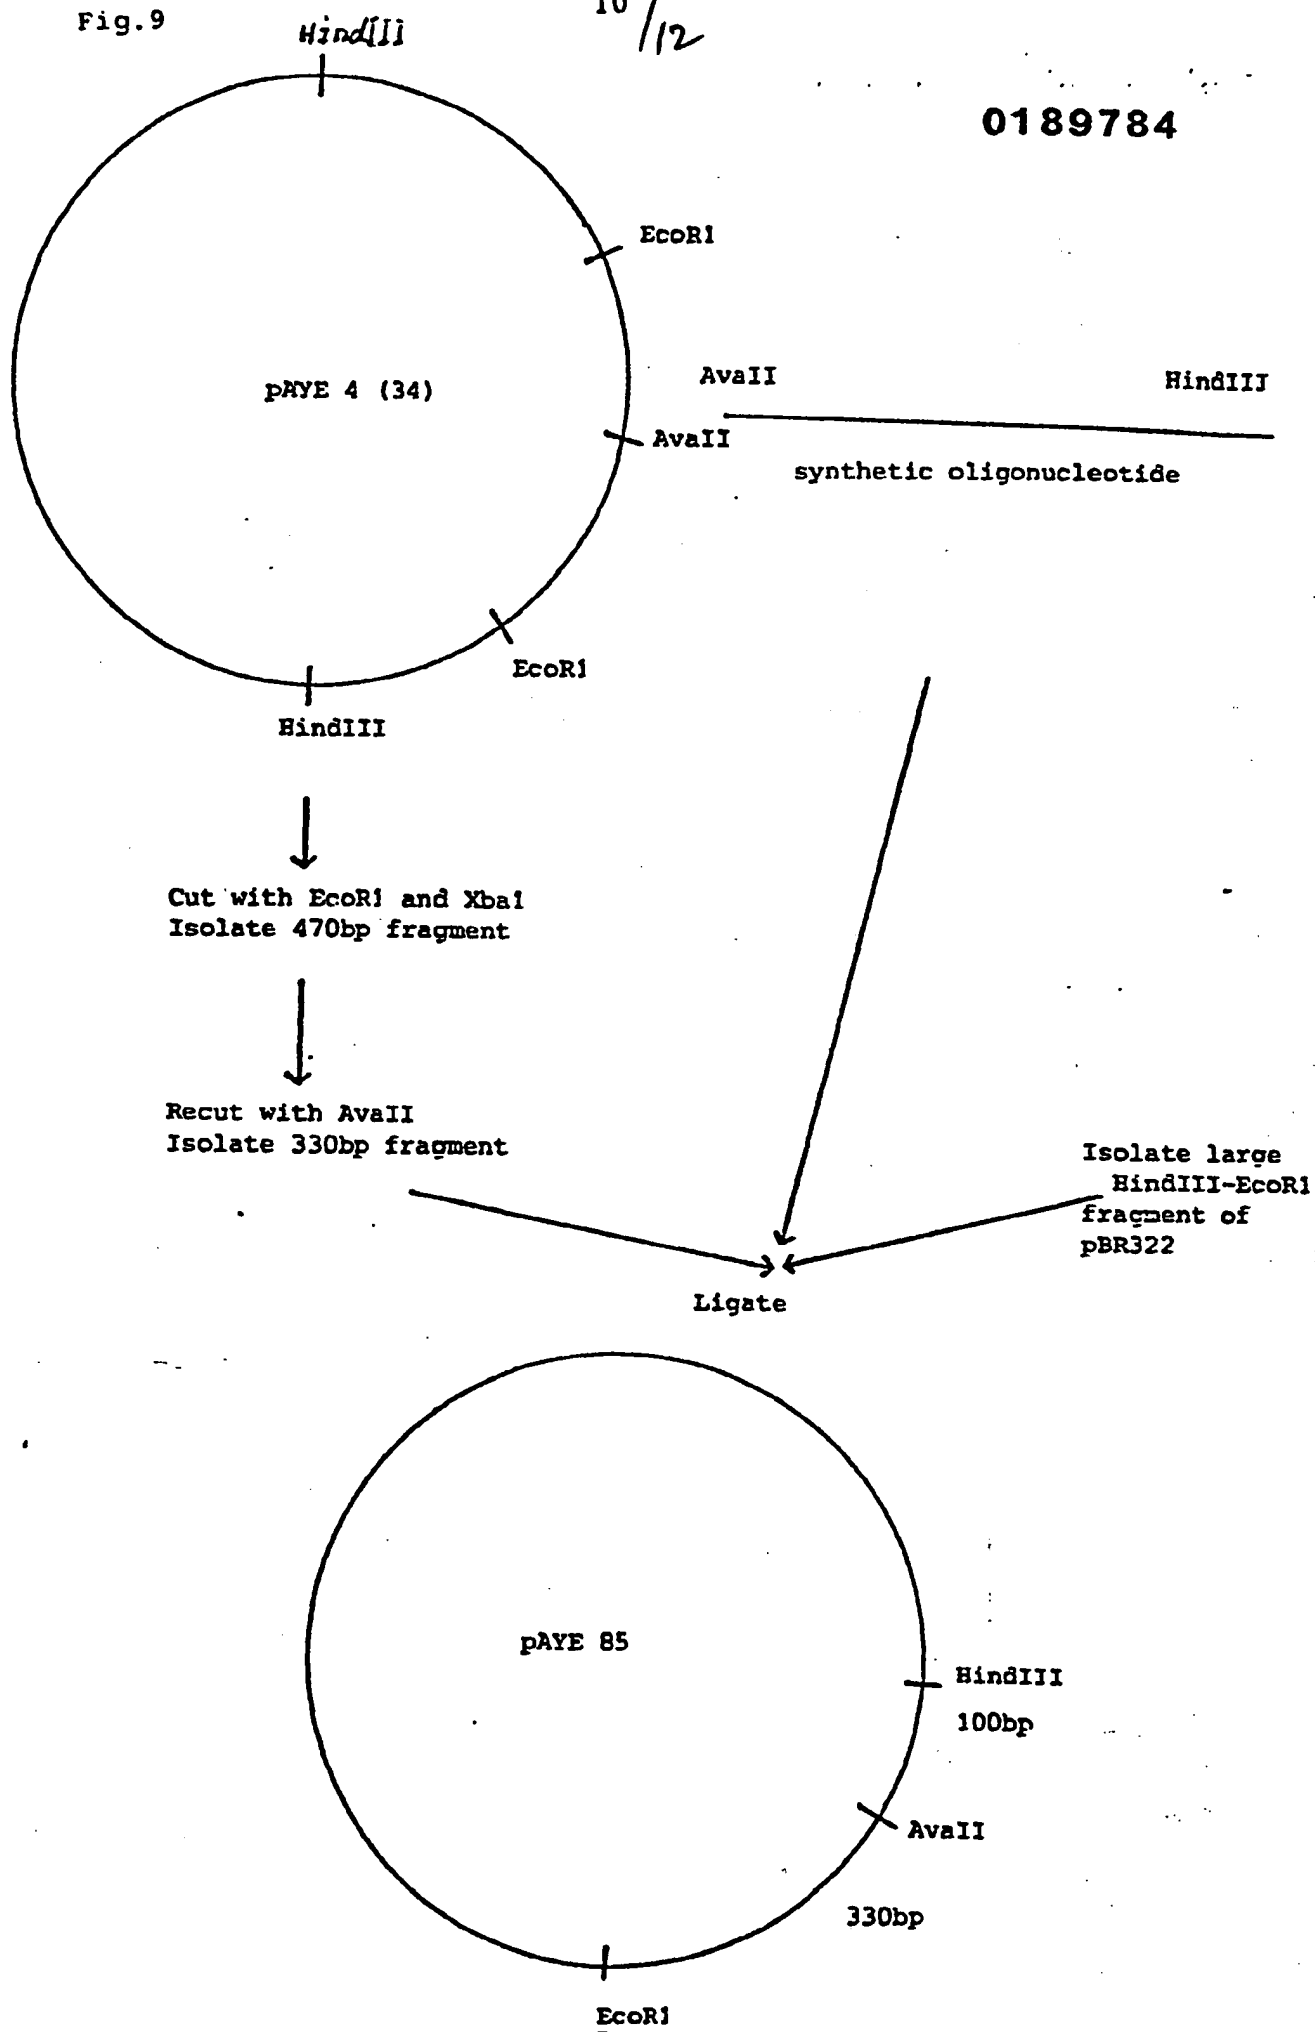 Fig.9
10/12
HindIII
0189784
EcoR1
pAYE 4 (34)
AvaII
AvaII
HindIII
synthetic oligonucleotide
EcoR1
HindIII
Cut with EcoR1 and Xba1
Isolate 470bp fragment
Recut with AvaII
Isolate 330bp fragment
Isolate large
HindIII-EcoR1
fragment of
pBR322
Ligate
pAYE 85
HindIII
100bp
AvaII
330bp
EcoR1